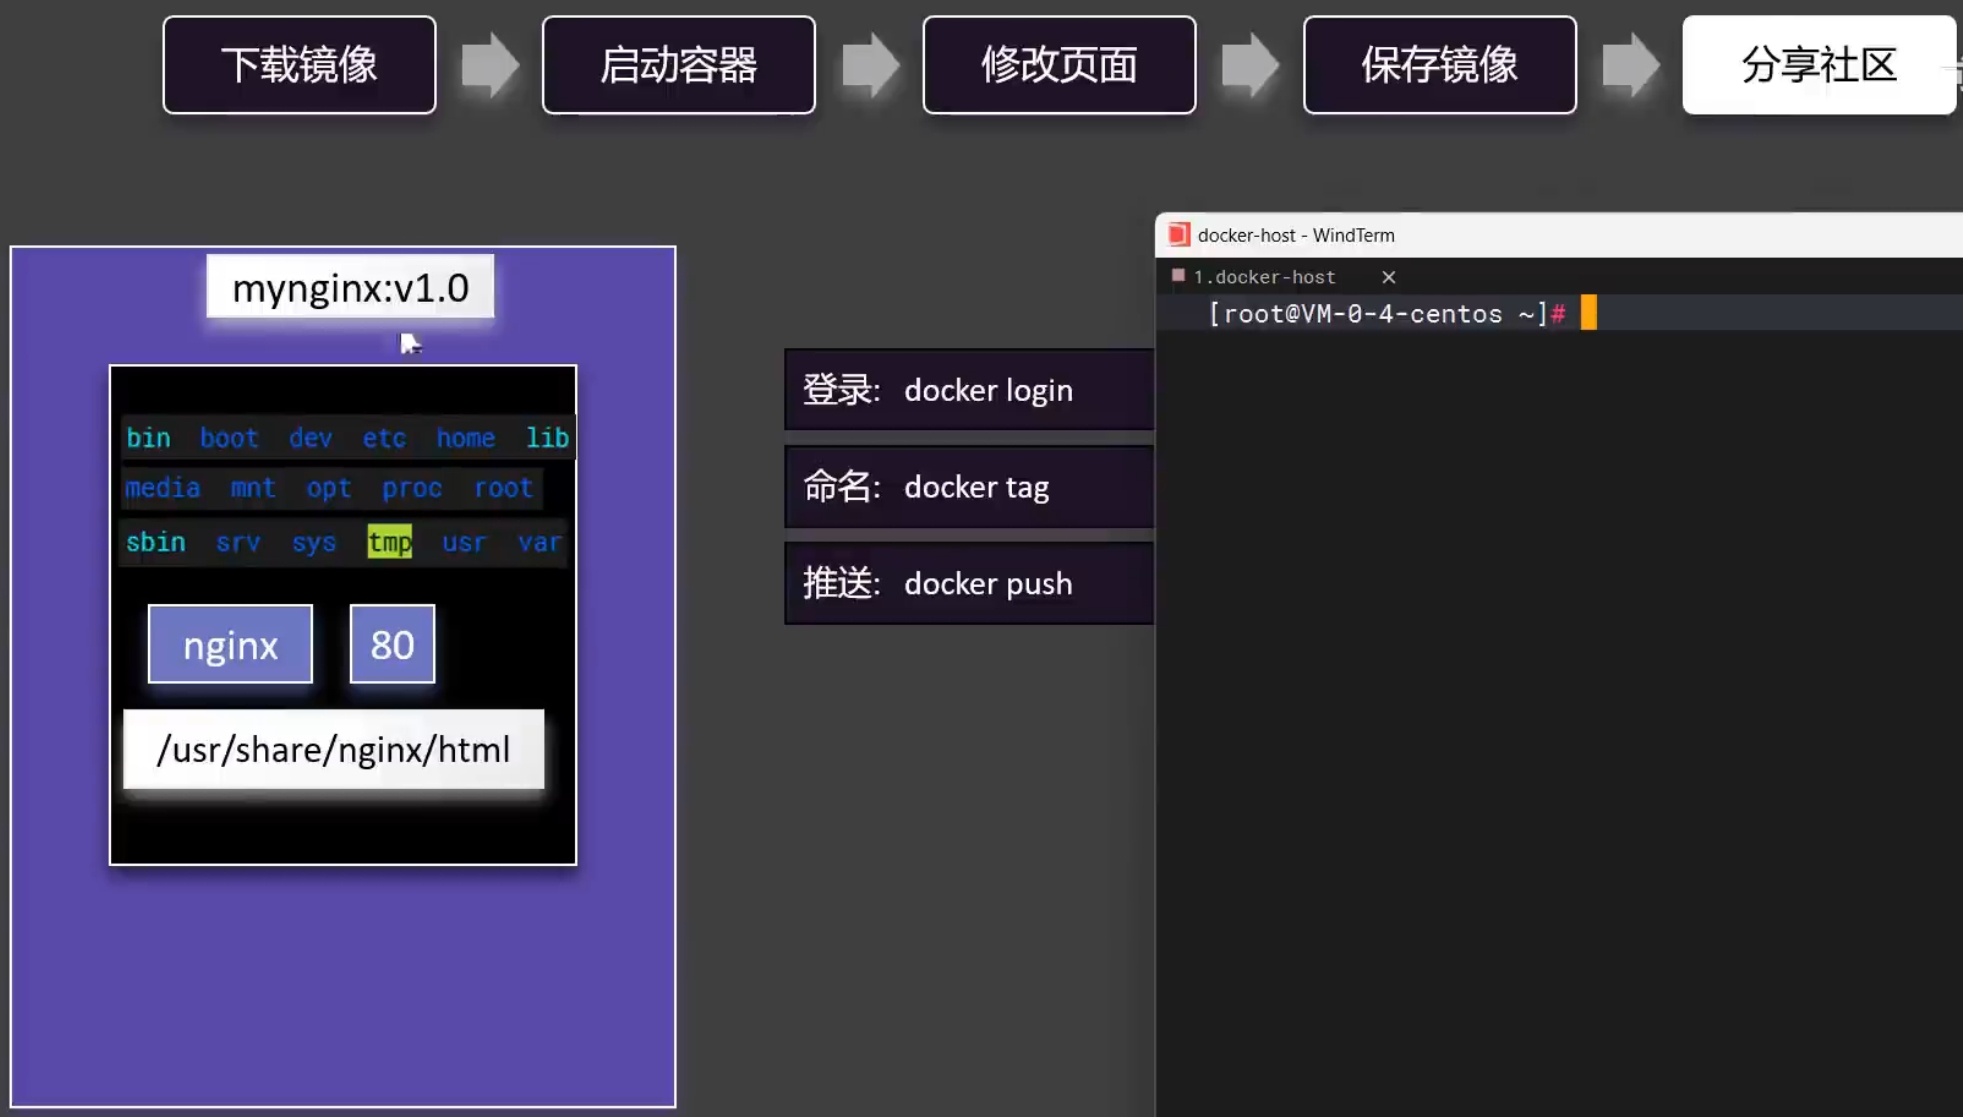 下载镜像
启动容器
修改页面
保存镜像
分享社区
mynginx:v1.0
bin boot dev etc home lib
media mnt opt proc root
sbin srv sys tmp usr var
nginx
80
/usr/share/nginx/html
登录: docker login
命名: docker tag
推送: docker push
docker-host - WindTerm
1.docker-host
[root@VM-0-4-centos ~]#